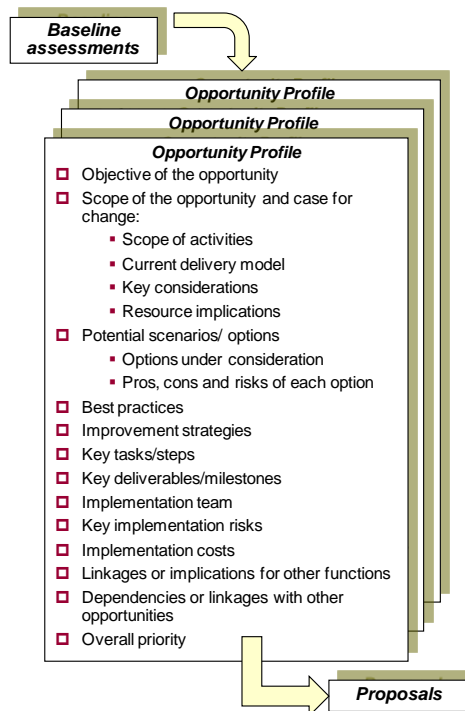 Baseline
assessments
Opportunity Profile
Opportunity Profile
Opportunity Profile
Objective of the opportunity
Scope of the opportunity and case for
change:
Scope of activities
Current delivery model
Key considerations
Resource implications
Potential scenarios/ options
Options under consideration
Pros, cons and risks of each option
Best practices
Improvement strategies
Key tasks/steps
Key deliverables/milestones
Implementation team
Key implementation risks
Implementation costs
Linkages or implications for other functions
Dependencies or linkages with other
opportunities
Overall priority
Proposals